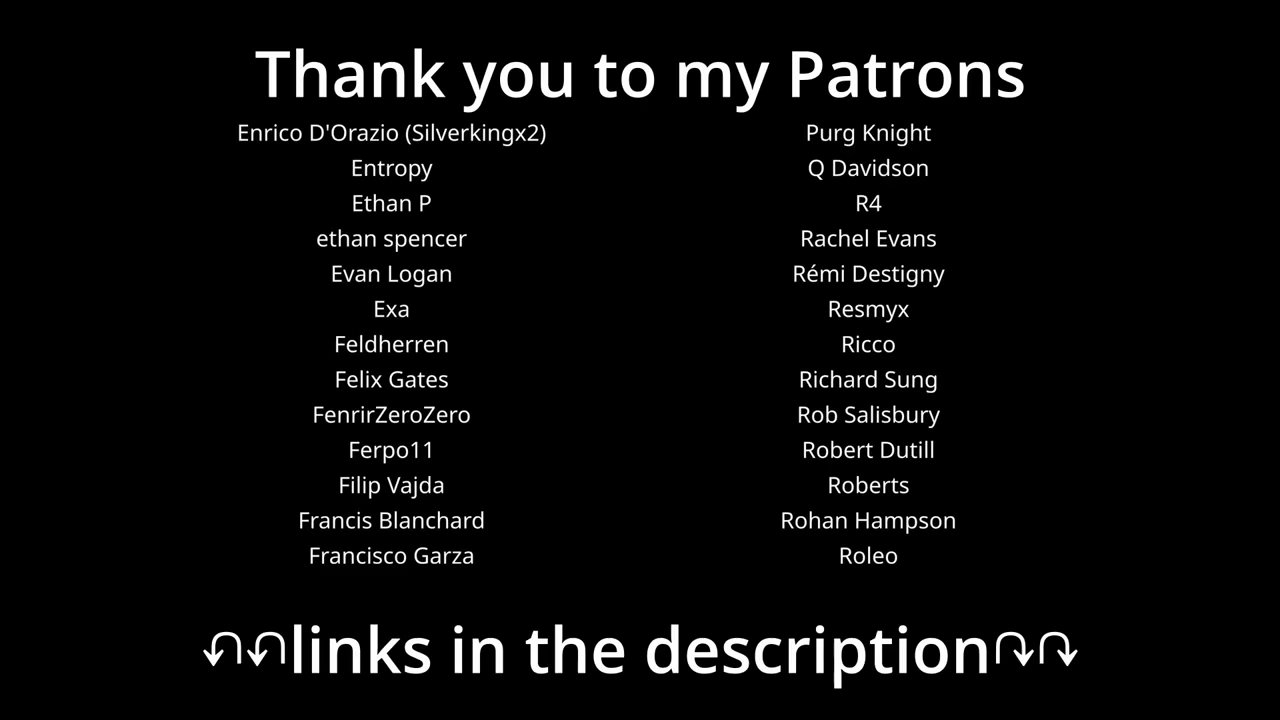 Thank you to my Patrons
Enrico D'Orazio (Silverkingx2)
Entropy
Ethan P
ethan spencer
Evan Logan
Exa
Feldherren
Felix Gates
FenrirZeroZero
Ferpo11
Filip Vajda
Francis Blanchard
Francisco Garza
Purg Knight
Q Davidson
R4
Rachel Evans
Rémi Destigny
Resmyx
Ricco
Richard Sung
Rob Salisbury
Robert Dutill
Roberts
Rohan Hampson
Roleo
⤹⤹links in the description⤵⤵